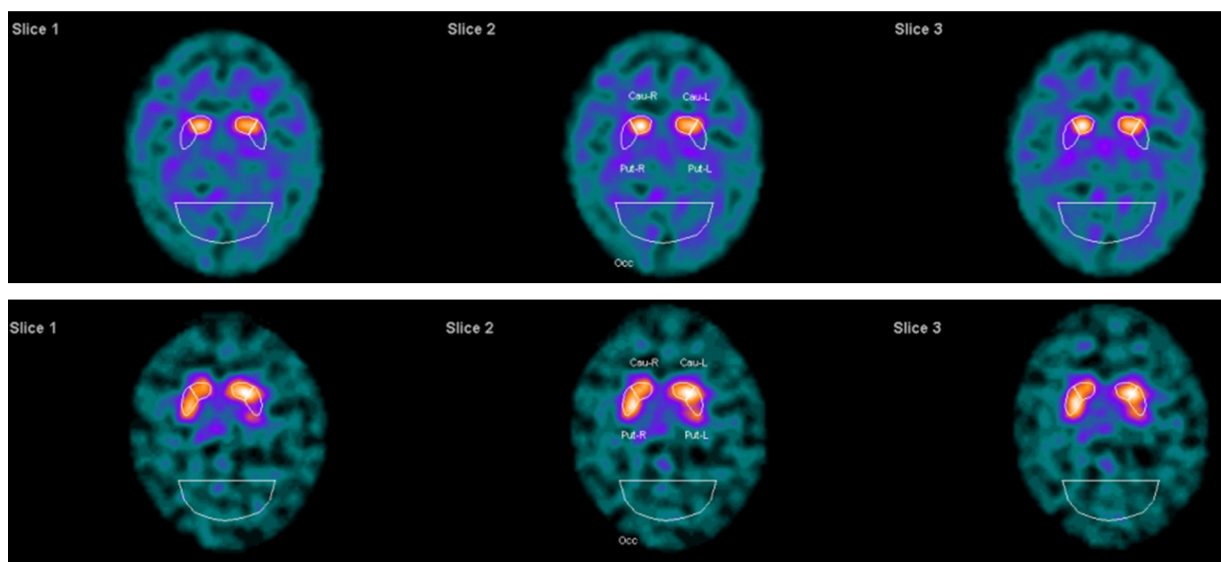 Slice 1
Slice 2
Slice 3
Cau-R
Cau-L
Put-R
Put-L
Occ
Slice 1
Slice 2
Slice 3
Cau-R
Cau-L
Put-R
Put-L
Occ